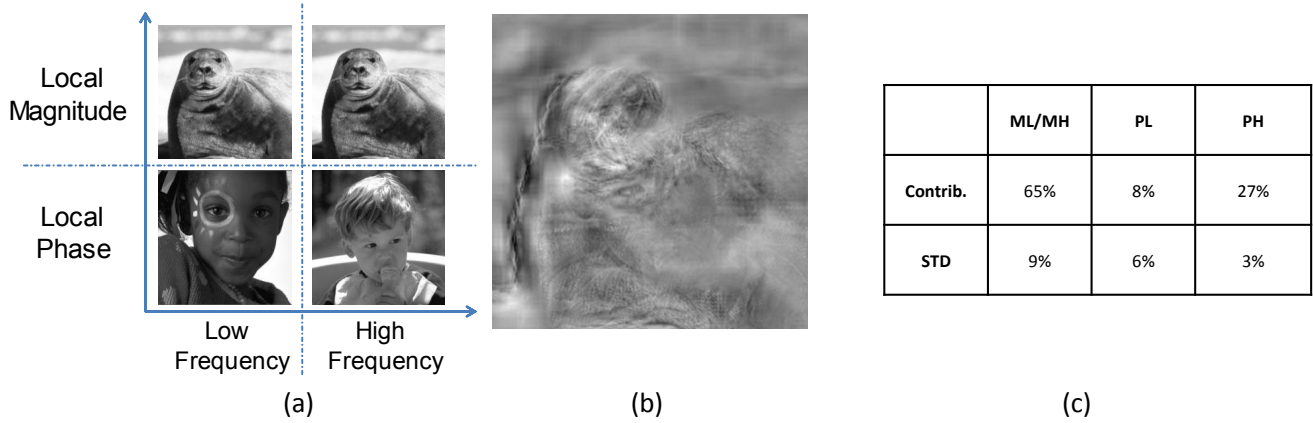 Local
Magnitude
Local
Phase
Low
Frequency
High
Frequency
(a)
(b)
ML/MH PL PH
Contrib. 65% 8% 27%
STD 9% 6% 3%
(c)